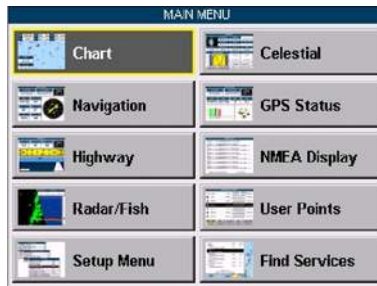 MAIN MENU
Chart
Celestial
Navigation
GPS Status
Highway
NMEA Display
Radar/Fish
User Points
Setup Menu
Find Services